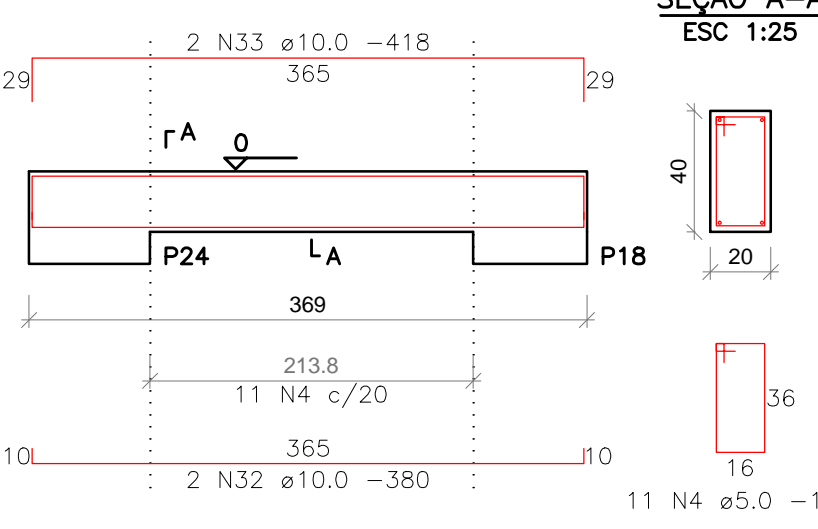 SEÇÃO A-A
ESC 1:25
2 N33 ø10.0 -418
29 365 29
A
0
40
P24 A P18
20
369
213.8
11 N4 c/20
36
10 365 10
2 N32 ø10.0 -380
16
11 N4 ø5.0 -1